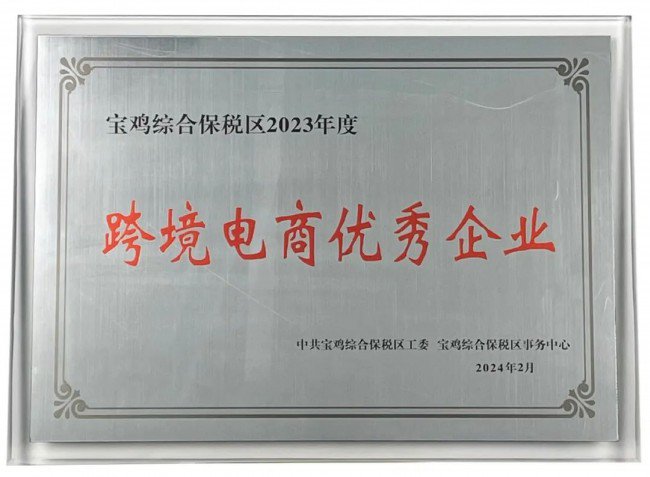 宝鸡综合保税区2023年度
跨境电商优秀企业
中共宝鸡综合保税区工委 宝鸡综合保税区事务中心
2024年2月